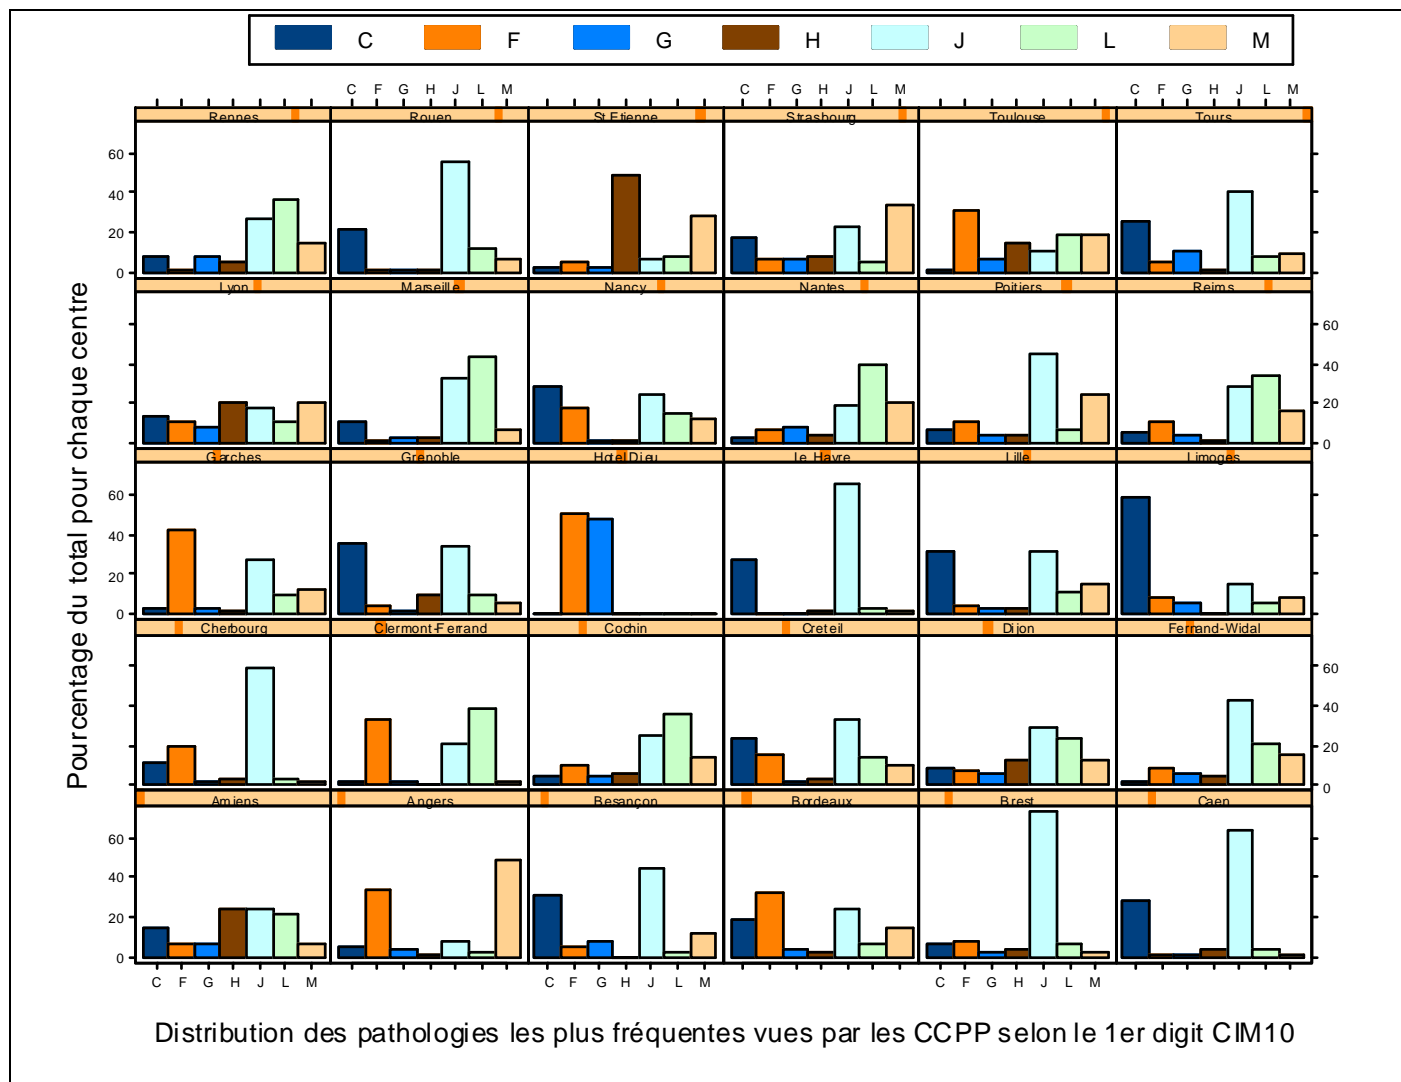 C F G H J L M
C F G H J L M C F G H J L M C F G H J L M
Rennes Rouen St Etienne Strasbourg Toulouse Tours
60
40
20
0
Lyon Marseille Nancy Nantes Poitiers Reims
60
40
20
0
Garches Grenoble Hotel Dieu Le Havre Lille Limoges
60
40
20
0
Cherbourg Clermont-Ferrand Cochin Creteil Dijon Fernand-Widal
60
40
20
0
Amiens Angers Besançon Bordeaux Brest Caen
60
40
20
0
C F G H J L M C F G H J L M C F G H J L M
Pourcentage du total pour chaque centre
Distribution des pathologies les plus fréquentes vues par les CCPP selon le 1er digit CIM10